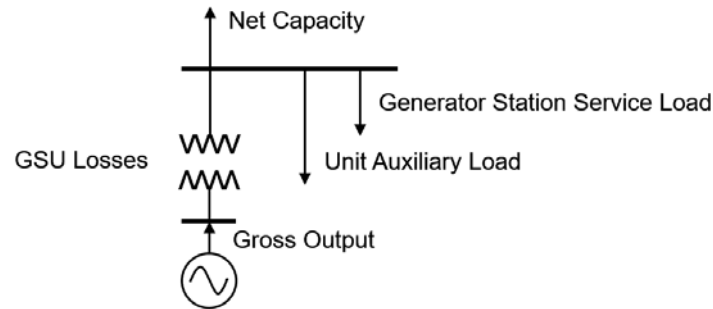 Net Capacity
Generator Station Service Load
GSU Losses
Unit Auxiliary Load
Gross Output